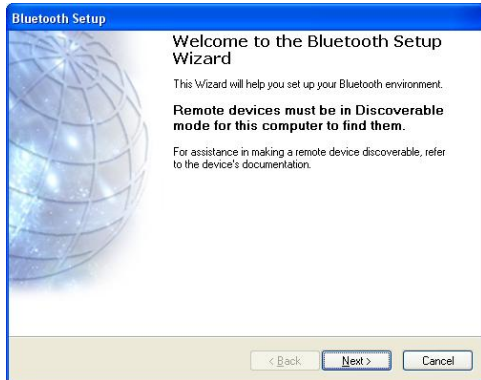 Bluetooth Setup
Welcome to the Bluetooth Setup
Wizard
This Wizard will help you set up your Bluetooth environment.
Remote devices must be in Discoverable
mode for this computer to find them.
For assistance in making a remote device discoverable, refer
to the device's documentation.
< Back
Next >
Cancel